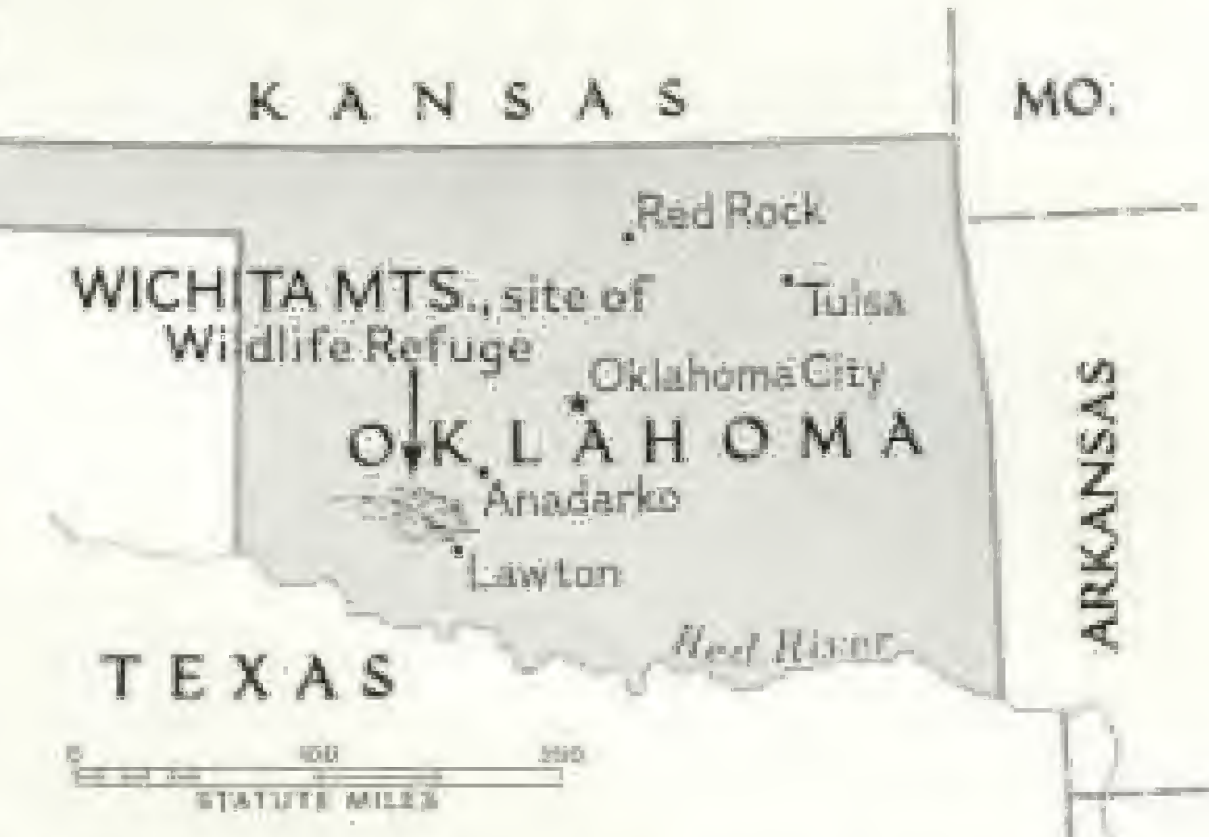 KANSAS
MO.
Red Rock
WICHITA MTS., site of
Wildlife Refuge
Tulsa
Oklahoma City
OKLAHOMA
Anadarko
Lawton
ARKANSAS
Red River
TEXAS
0 100 200
STATUTE MILES